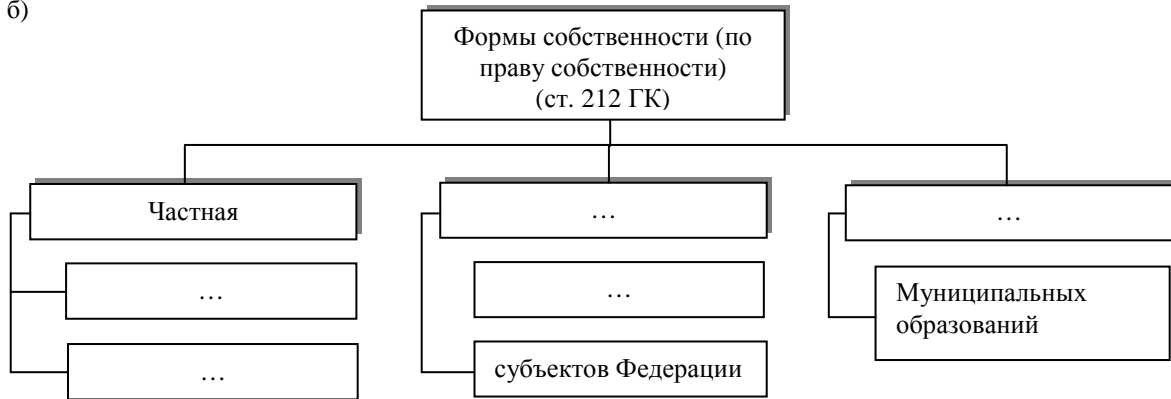 б)
Формы собственности (по
праву собственности)
(ст. 212 ГК)
Частная
…
…
…
…
Муниципальных
образований
…
субъектов Федерации